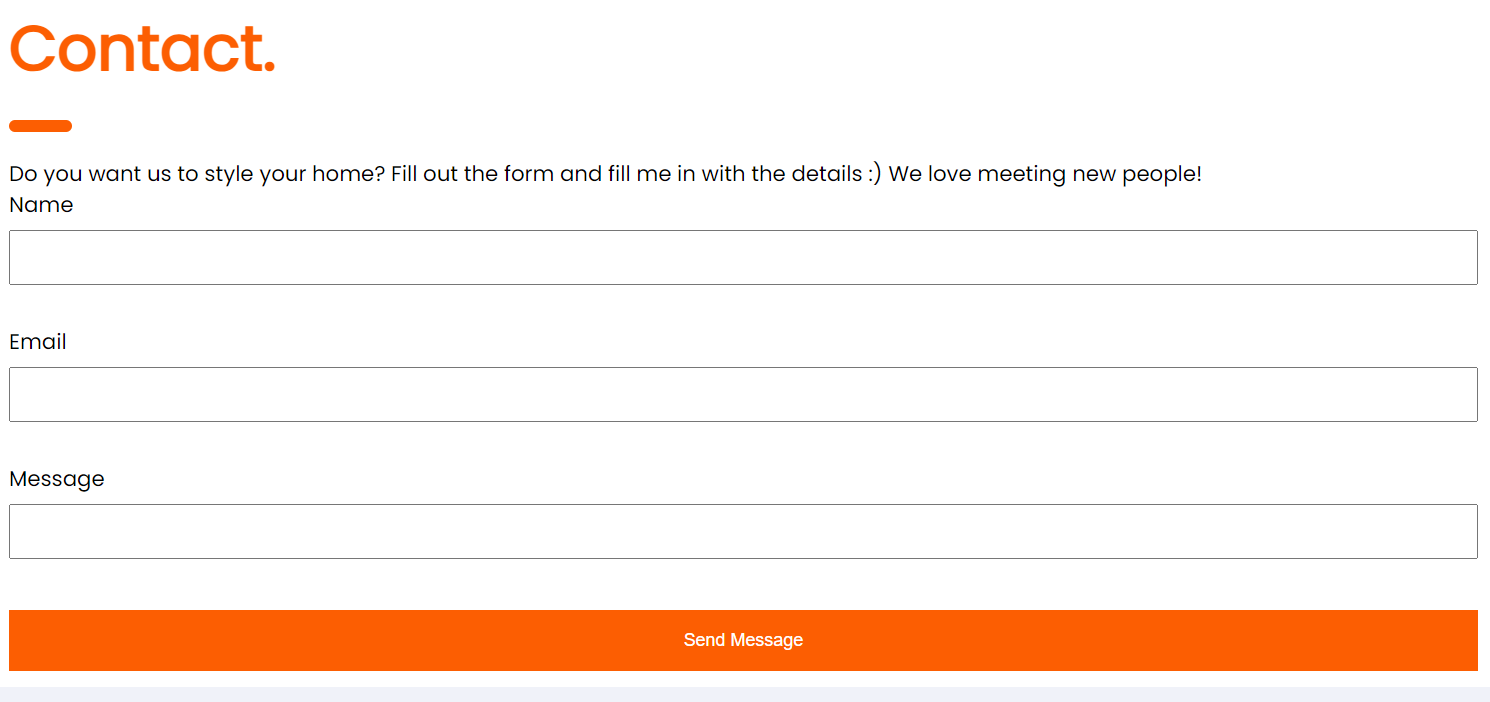 Contact.
Do you want us to style your home? Fill out the form and fill me in with the details :) We love meeting new people!
Name
Email
Message
Send Message